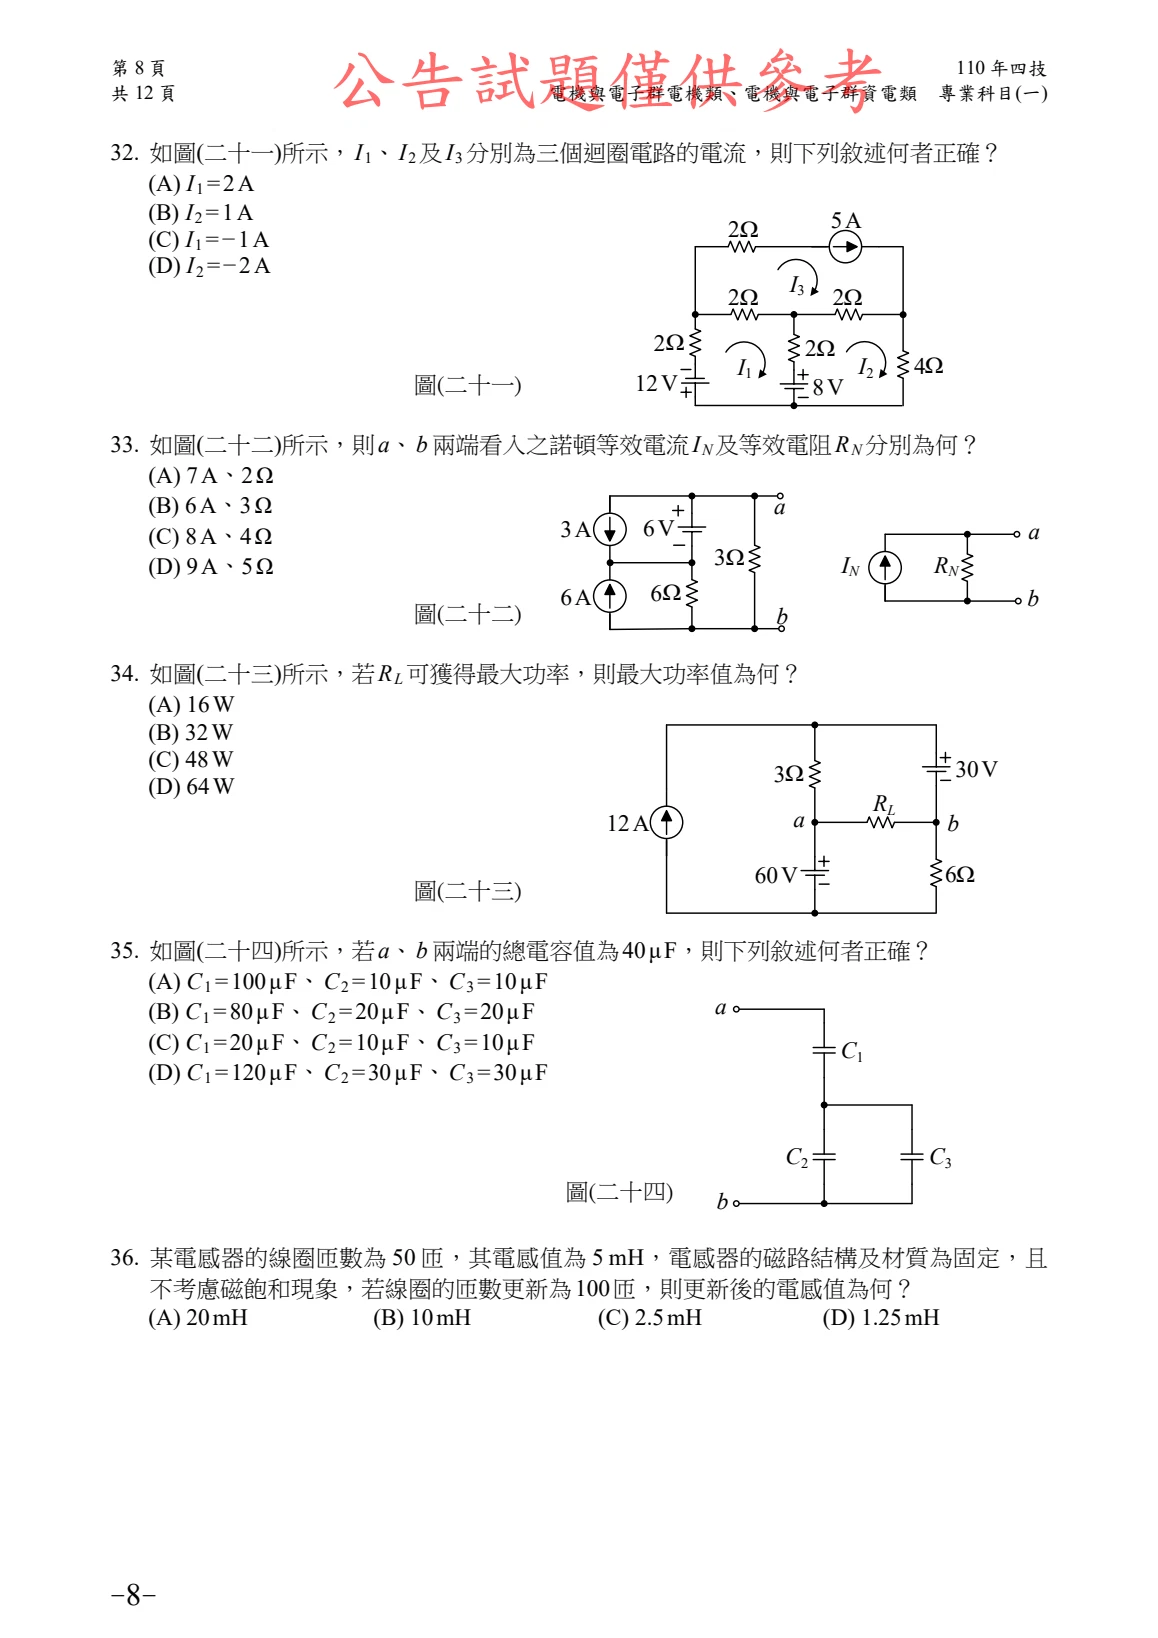 第 8 頁
共 12 頁
公告試題僅供參考
110 年四技
電機與電子群電機類、電機與電子群資電類 專業科目(一)
32. 如圖(二十一)所示，I1、I2及I3分別為三個迴圈電路的電流，則下列敘述何者正確？
(A) I1=2A
(B) I2=1A
(C) I1=−1A
(D) I2=−2A
圖(二十一)
2Ω
5A
I3
2Ω
2Ω
2Ω
I1
2Ω
I2
4Ω
12V
−
+
+
−
8V
33. 如圖(二十二)所示，則a、b兩端看入之諾頓等效電流IN及等效電阻RN分別為何？
(A) 7A、2Ω
(B) 6A、3Ω
(C) 8A、4Ω
(D) 9A、5Ω
圖(二十二)
3A
6V
+
−
3Ω
a
6A
6Ω
b
IN
RN
a
b
34. 如圖(二十三)所示，若RL可獲得最大功率，則最大功率值為何？
(A) 16W
(B) 32W
(C) 48W
(D) 64W
圖(二十三)
3Ω
+
−
30V
12A
a
RL
b
60V
+
−
6Ω
35. 如圖(二十四)所示，若a、b兩端的總電容值為40μF，則下列敘述何者正確？
(A) C1=100μF、C2=10μF、C3=10μF
(B) C1=80μF、C2=20μF、C3=20μF
(C) C1=20μF、C2=10μF、C3=10μF
(D) C1=120μF、C2=30μF、C3=30μF
圖(二十四)
a
C1
C2
C3
b
36. 某電感器的線圈匝數為 50 匝，其電感值為 5 mH，電感器的磁路結構及材質為固定，且
不考慮磁飽和現象，若線圈的匝數更新為100匝，則更新後的電感值為何？
(A) 20mH (B) 10mH (C) 2.5mH (D) 1.25mH
−8−